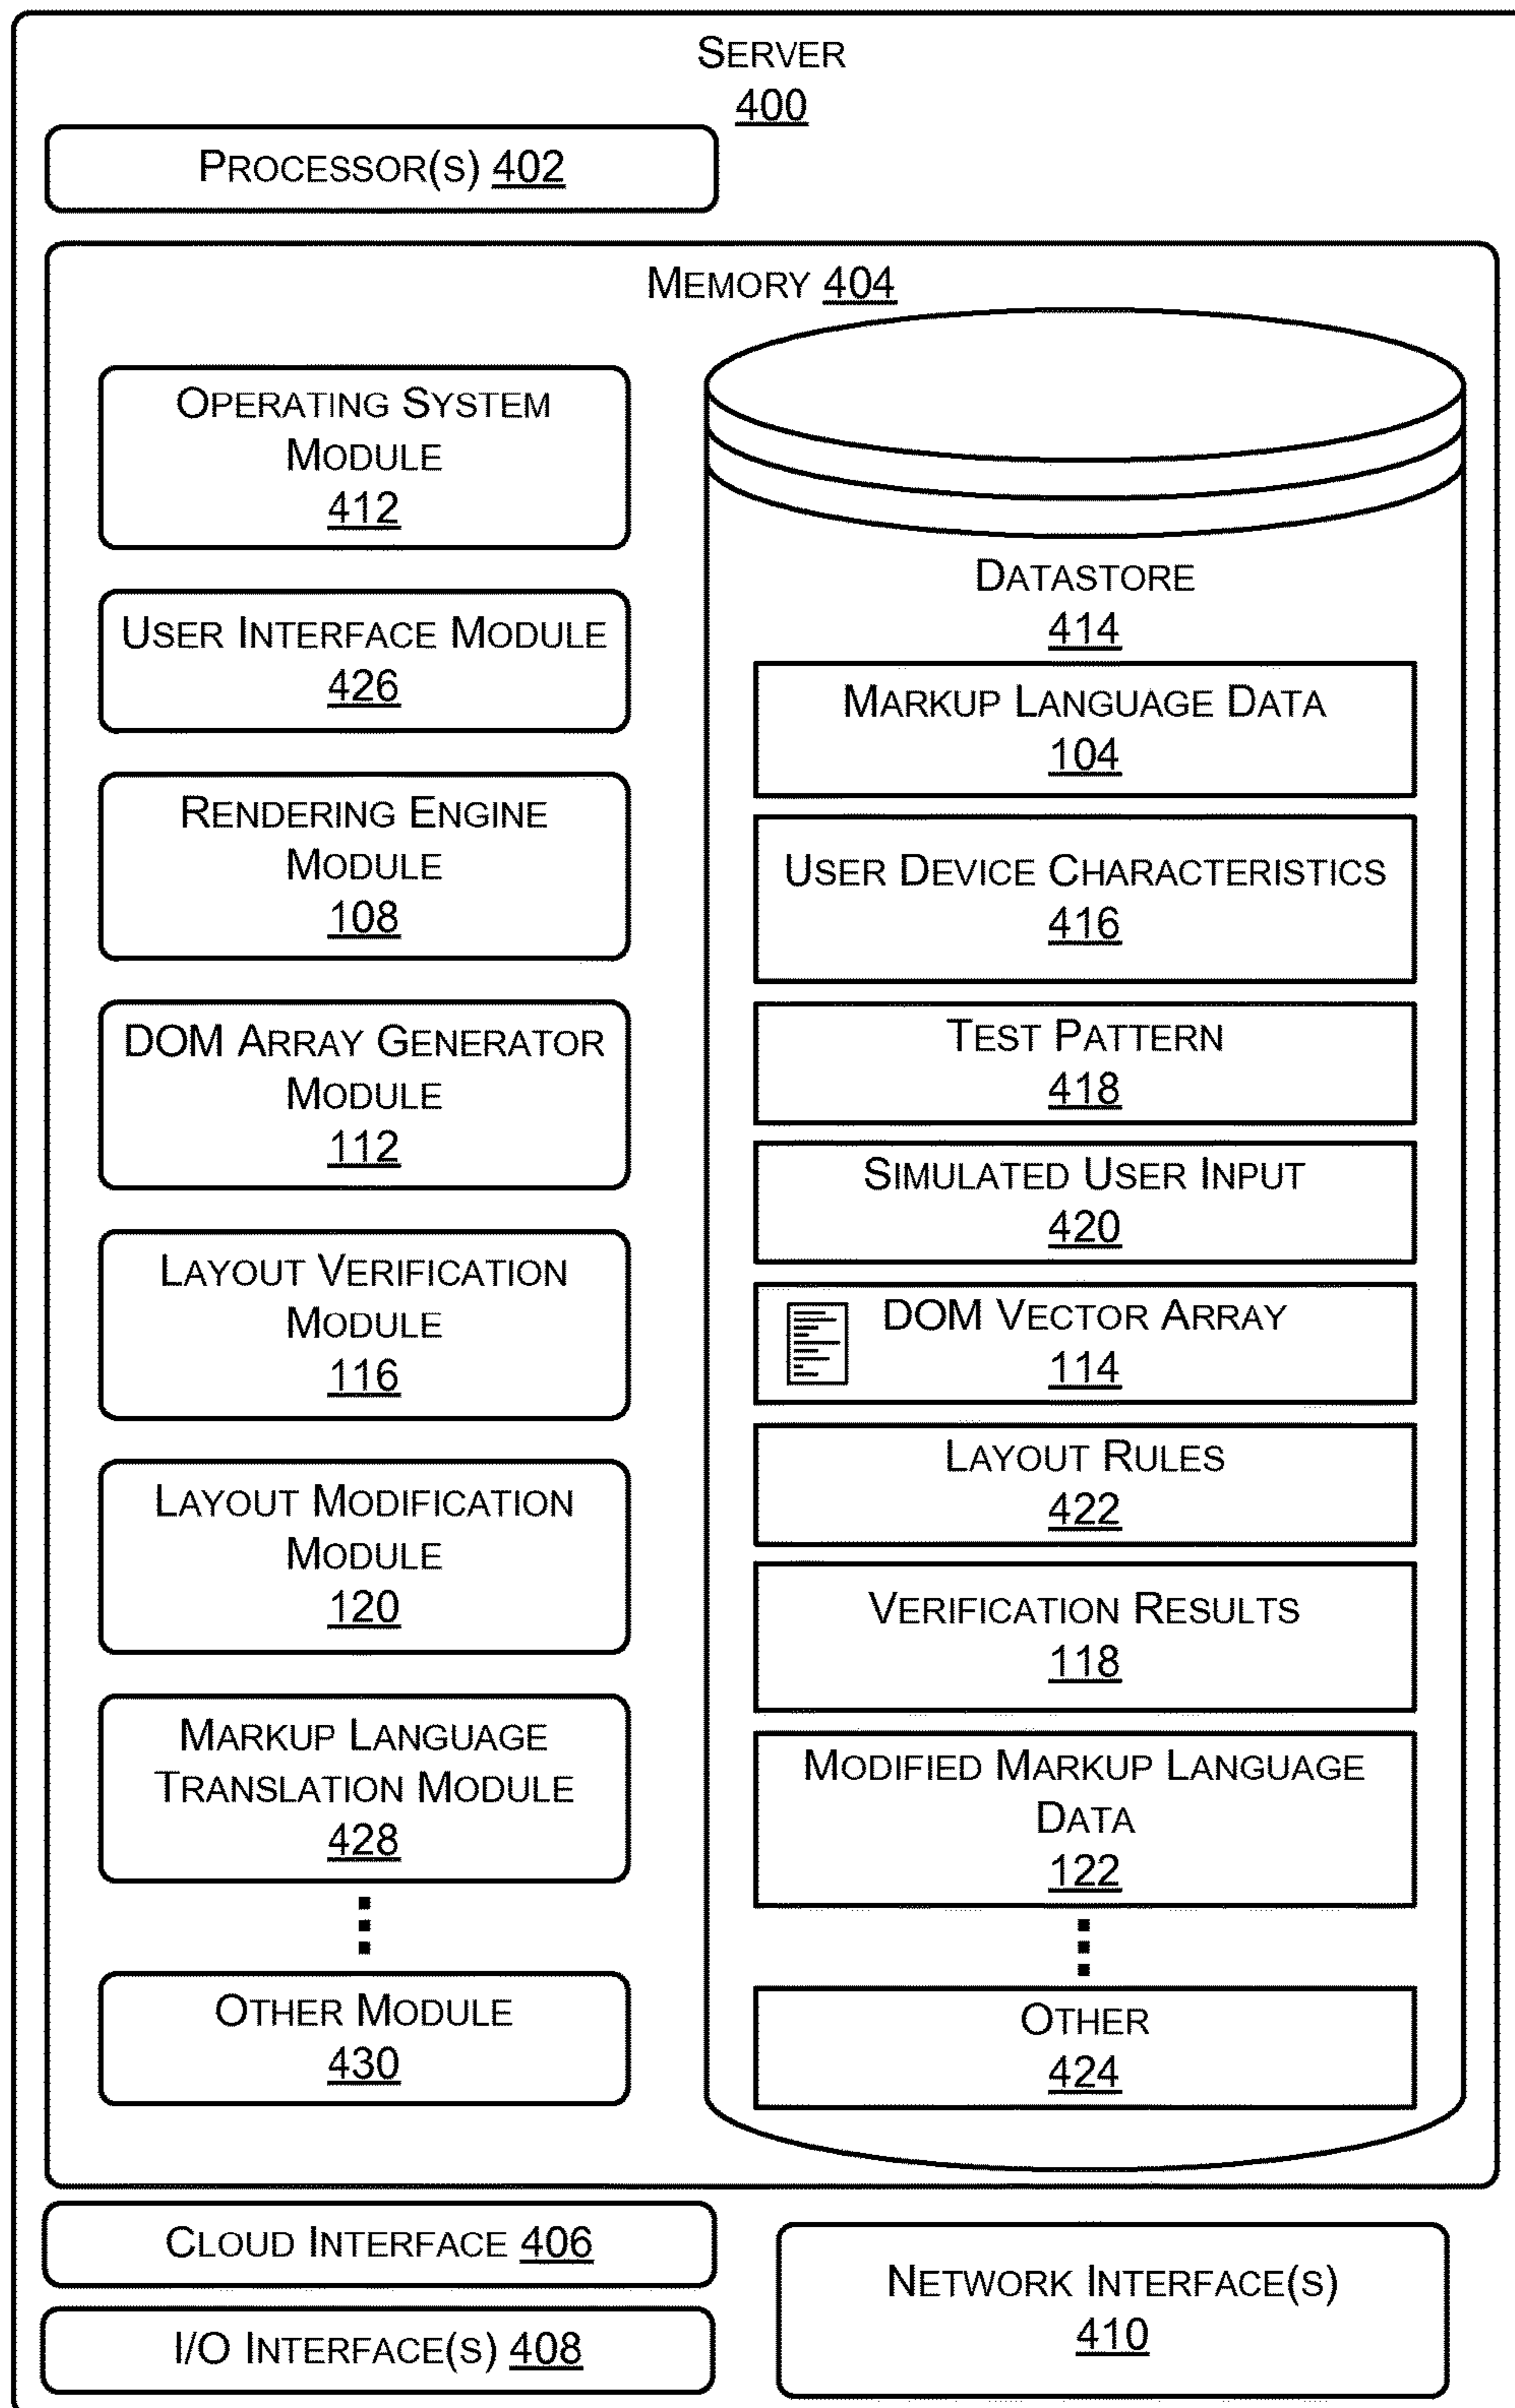 SERVER
400
PROCESSOR(S) 402
MEMORY 404
OPERATING SYSTEM
MODULE
412
USER INTERFACE MODULE
426
RENDERING ENGINE
MODULE
108
DOM ARRAY GENERATOR
MODULE
112
LAYOUT VERIFICATION
MODULE
116
LAYOUT MODIFICATION
MODULE
120
MARKUP LANGUAGE
TRANSLATION MODULE
428
OTHER MODULE
430
DATASTORE
414
MARKUP LANGUAGE DATA
104
USER DEVICE CHARACTERISTICS
416
TEST PATTERN
418
SIMULATED USER INPUT
420
DOM VECTOR ARRAY
114
LAYOUT RULES
422
VERIFICATION RESULTS
118
MODIFIED MARKUP LANGUAGE
DATA
122
OTHER
424
CLOUD INTERFACE 406
I/O INTERFACE(S) 408
NETWORK INTERFACE(S)
410